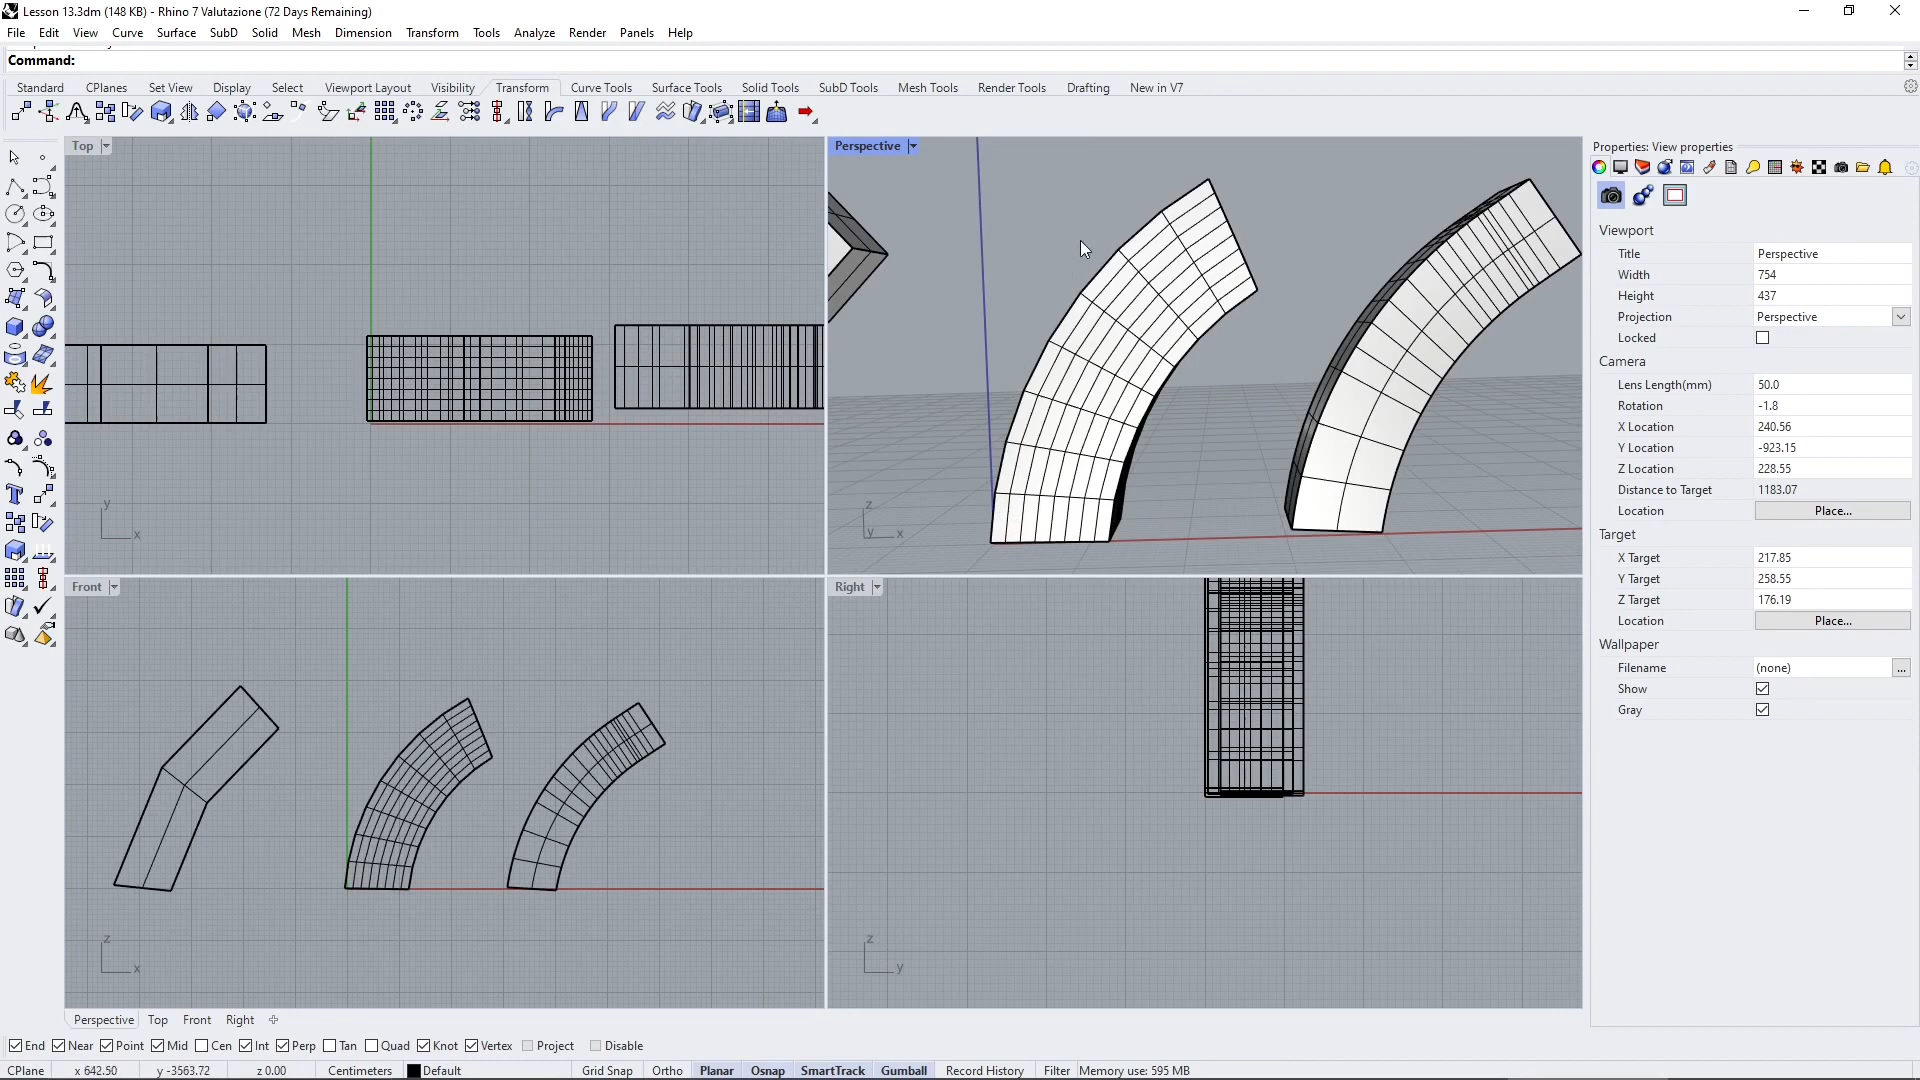 Lesson 13.3dm (148 KB) - Rhino 7 Valutazione (72 Days Remaining)
File Edit View Curve Surface SubD Solid Mesh Dimension Transform Tools Analyze Render Panels Help
Command:
Standard CPlanes Set View Display Select Viewport Layout Visibility Transform Curve Tools Surface Tools Solid Tools SubD Tools Mesh Tools Render Tools Drafting New in V7
Top
Perspective
Properties: View properties
Viewport
Title Perspective
Width 754
Height 437
Projection Perspective
Locked
Camera
Lens Length(mm) 50.0
Rotation -1.8
X Location 240.56
Y Location -923.15
Z Location 228.55
Distance to Target 1183.07
Location Place...
Target
X Target 217.85
Y Target 258.55
Z Target 176.19
Location Place...
Wallpaper
Filename (none) ...
Show
Gray
y
x
z
y x
Front
Right
z
x
z
y
Perspective Top Front Right
End Near Point Mid Cen Int Perp Tan Quad Knot Vertex Project Disable
CPlane x 642.50 y -3563.72 z 0.00 Centimeters Default Grid Snap Ortho Planar Osnap SmartTrack Gumball Record History Filter Memory use: 595 MB